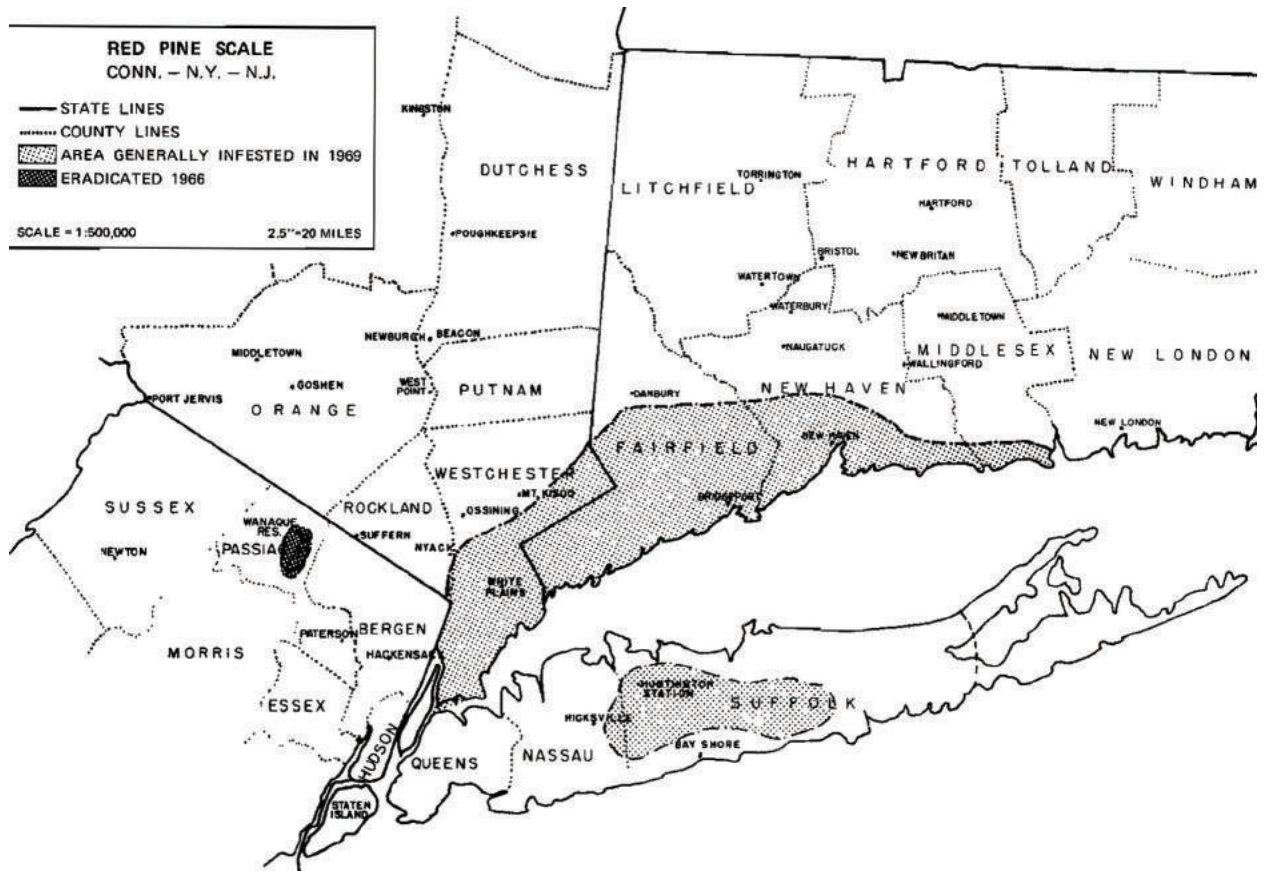 RED PINE SCALE
CONN. – N.Y. – N.J.
STATE LINES
COUNTY LINES
AREA GENERALLY INFESTED IN 1969
ERADICATED 1966
SCALE = 1:500,000 2.5"=20 MILES
KINGSTON
DUTCHESS
POUGHKEEPSIE
LITCHFIELD
TORRINGTON
HARTFORD
TOLLAND
WINDHAM
HARTFORD
BRISTOL
NEW BRITAN
WATERTOWN
WATERBURY
MIDDLETOWN
NEWBURGH
BEACON
MIDDLETOWN
NAUGATUCK
MIDDLESEX
NEW LONDON
WALLINGFORD
GOSHEN
WEST
POINT
PUTNAM
DANBURY
NEW HAVEN
PORT JERVIS
ORANGE
NEW LONDON
FAIRFIELD
NEW HAVEN
WESTCHESTER
MT. KISCO
BRIDGEPORT
SUSSEX
ROCKLAND
OSSINING
WANAQUE
RES.
SUFFERN
PASSIA
NYACK
NEWTON
WHITE
PLAINS
PATERSON
BERGEN
MORRIS
HACKENSACK
ESSEX
HUNTINGTON
STATION
SUFFOLK
HICKSVILLE
HUDSON
QUEENS
NASSAU
BAY SHORE
STATEN
ISLAND